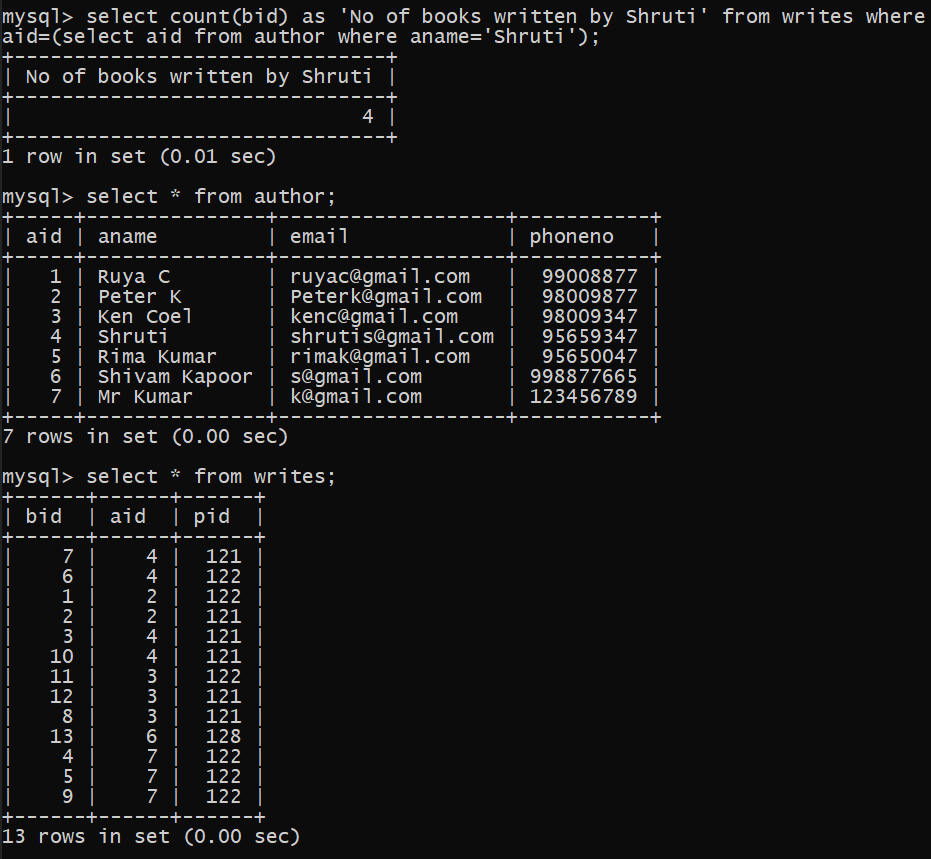 mysql> select count(bid) as 'No of books written by Shruti' from writes where
aid=(select aid from author where aname='Shruti');
+-------------------------------+
| No of books written by Shruti |
+-------------------------------+
|                             4 |
+-------------------------------+
1 row in set (0.01 sec)

mysql> select * from author;
+-----+---------------+-------------------+-----------+
| aid | aname         | email             | phoneno   |
+-----+---------------+-------------------+-----------+
|   1 | Ruya C        | ruyac@gmail.com   |  99008877 |
|   2 | Peter K       | Peterk@gmail.com  |  98009877 |
|   3 | Ken Coel      | kenc@gmail.com    |  98009347 |
|   4 | Shruti        | shrutis@gmail.com |  95659347 |
|   5 | Rima Kumar    | rimak@gmail.com   |  95650047 |
|   6 | Shivam Kapoor | s@gmail.com       | 998877665 |
|   7 | Mr Kumar      | k@gmail.com       | 123456789 |
+-----+---------------+-------------------+-----------+
7 rows in set (0.00 sec)

mysql> select * from writes;
+------+------+------+
| bid  | aid  | pid  |
+------+------+------+
|    7 |    4 |  121 |
|    6 |    4 |  122 |
|    1 |    2 |  122 |
|    2 |    2 |  121 |
|    3 |    4 |  121 |
|   10 |    4 |  121 |
|   11 |    3 |  122 |
|   12 |    3 |  121 |
|    8 |    3 |  121 |
|   13 |    6 |  128 |
|    4 |    7 |  122 |
|    5 |    7 |  122 |
|    9 |    7 |  122 |
+------+------+------+
13 rows in set (0.00 sec)